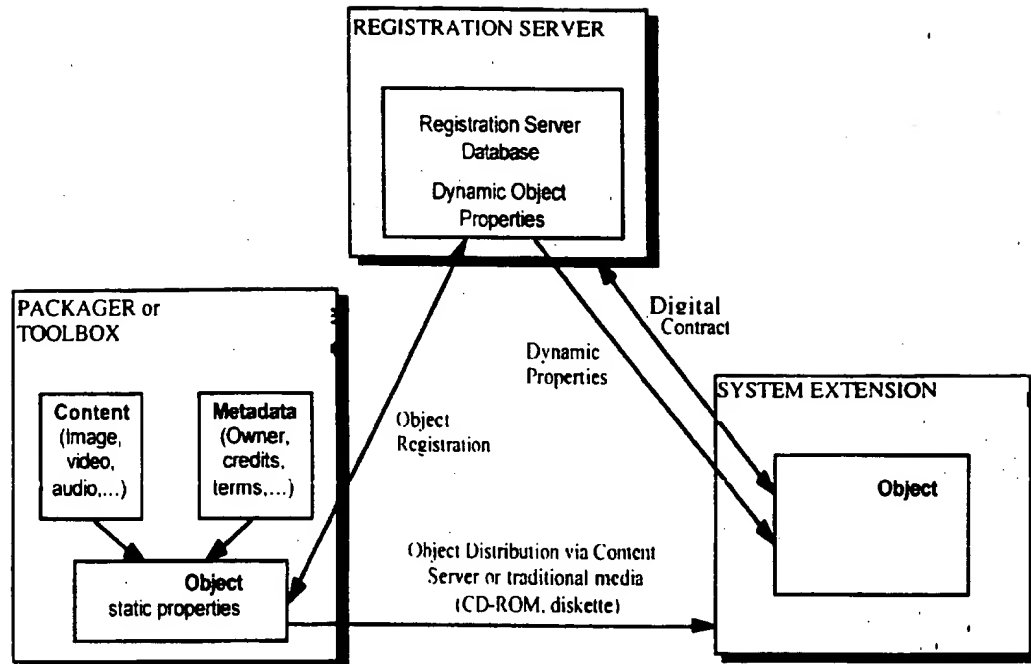 REGISTRATION SERVER
Registration Server
Database
Dynamic Object
Properties
PACKAGER or
TOOLBOX
Content
(Image,
video,
audio,...)
Metadata
(Owner,
credits,
terms,...)
Object
static properties
Object
Registration
Dynamic
Properties
Digital
Contract
Object Distribution via Content
Server or traditional media
(CD-ROM, diskette)
SYSTEM EXTENSION
Object